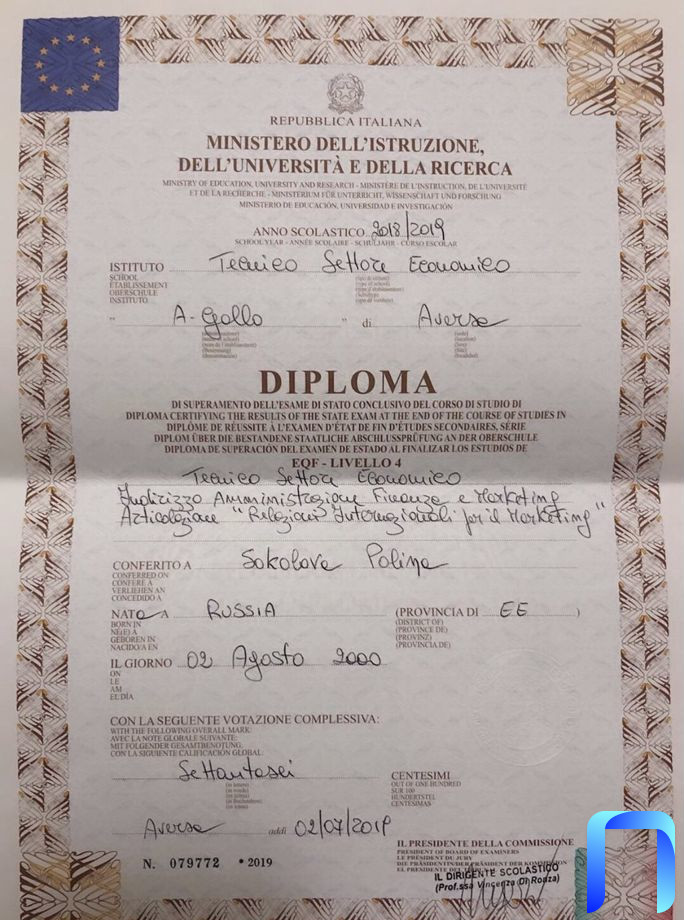 REPUBBLICA ITALIANA
MINISTERO DELL'ISTRUZIONE,
DELL'UNIVERSITÀ E DELLA RICERCA
MINISTRY OF EDUCATION, UNIVERSITY AND RESEARCH - MINISTÈRE DE L'INSTRUCTION, DE L'UNIVERSITÉ
ET DE LA RECHERCHE - MINISTERIUM FÜR UNTERRICHT, WISSENSCHAFT UND FORSCHUNG
MINISTERIO DE EDUCACIÓN, UNIVERSIDAD E INVESTIGACIÓN
ANNO SCOLASTICO 2018/2019
SCHOOL YEAR - ANNÉE SCOLAIRE - SCHULJAHR - CURSO ESCOLAR
ISTITUTO Tecnico Settore Economico
SCHOOL
ÉTABLISSEMENT
OBERSCHULE
INSTITUTO
" A. Gallo " di Aversa
DIPLOMA
DI SUPERAMENTO DELL'ESAME DI STATO CONCLUSIVO DEL CORSO DI STUDIO DI
DIPLOMA CERTIFYING THE RESULTS OF THE STATE EXAM AT THE END OF THE COURSE OF STUDIES IN
DIPLÔME DE RÉUSSITE À L'EXAMEN D'ÉTAT DE FIN D'ÉTUDES SECONDAIRES, SÉRIE
DIPLOM ÜBER DIE BESTANDENE STAATLICHE ABSCHLUSSPRÜFUNG AN DER OBERSCHULE
DIPLOMA DE SUPERACIÓN DEL EXAMEN DE ESTADO AL FINALIZAR LOS ESTUDIOS DE
EQF - LIVELLO 4
Tecnico Settore Economico
Indirizzo Amministrazione Finanza e Marketing
Articolazione "Relazioni Internazionali per il Marketing"
CONFERITO A Sokolova Polina
CONFERRED ON
CONFÉRÉ À
VERLIEHEN AN
CONCEDIDO A
NATA A RUSSIA (PROVINCIA DI EE )
BORN IN (DISTRICT OF)
NÉ(E) À (PROVINCE DE)
GEBOREN IN (PROVINZ)
NACIDO/A EN (PROVINCIA DE)
IL GIORNO 02 Agosto 2000
ON
LE
AM
EL DÍA
CON LA SEGUENTE VOTAZIONE COMPLESSIVA:
WITH THE FOLLOWING OVERALL MARK:
AVEC LA NOTE GLOBALE SUIVANTE:
MIT FOLGENDER GESAMTBENOTUNG:
CON LA SIGUIENTE CALIFICACIÓN GLOBAL:
Settantasei CENTESIMI
OUT OF ONE HUNDRED
SUR 100
HUNDERTSTEL
CENTÉSIMAS
Aversa addì 02/07/2019
IL PRESIDENTE DELLA COMMISSIONE
PRESIDENT OF BOARD OF EXAMINERS
LE PRÉSIDENT DU JURY
N. 079772 • 2019
IL DIRIGENTE SCOLASTICO
(Prof.ssa Vincenza Di Ronza)